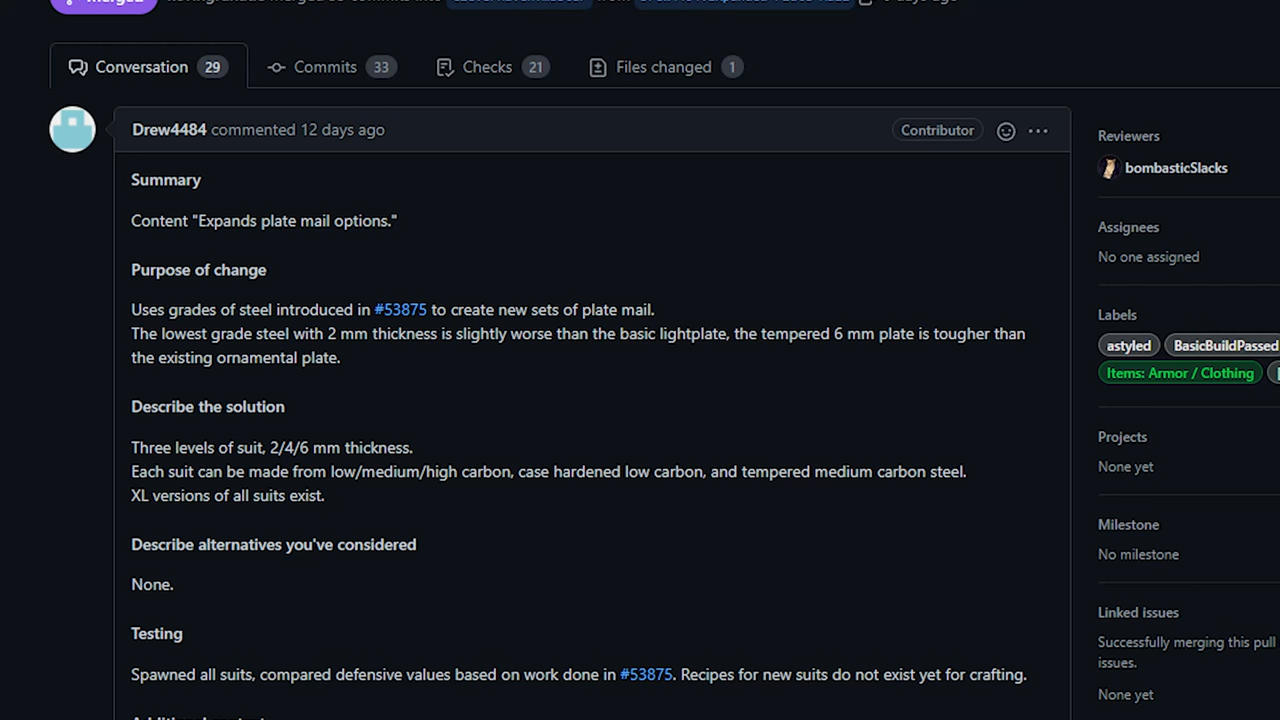 Conversation 29 Commits 33 Checks 21 Files changed 1
Drew4484 commented 12 days ago Contributor
Summary
Content "Expands plate mail options."
Purpose of change
Uses grades of steel introduced in #53875 to create new sets of plate mail.
The lowest grade steel with 2 mm thickness is slightly worse than the basic lightplate, the tempered 6 mm plate is tougher than
the existing ornamental plate.
Describe the solution
Three levels of suit, 2/4/6 mm thickness.
Each suit can be made from low/medium/high carbon, case hardened low carbon, and tempered medium carbon steel.
XL versions of all suits exist.
Describe alternatives you've considered
None.
Testing
Spawned all suits, compared defensive values based on work done in #53875. Recipes for new suits do not exist yet for crafting.
Reviewers
bombasticSlacks
Assignees
No one assigned
Labels
astyled BasicBuildPassed
Items: Armor / Clothing
Projects
None yet
Milestone
No milestone
Linked issues
Successfully merging this pull
issues.
None yet